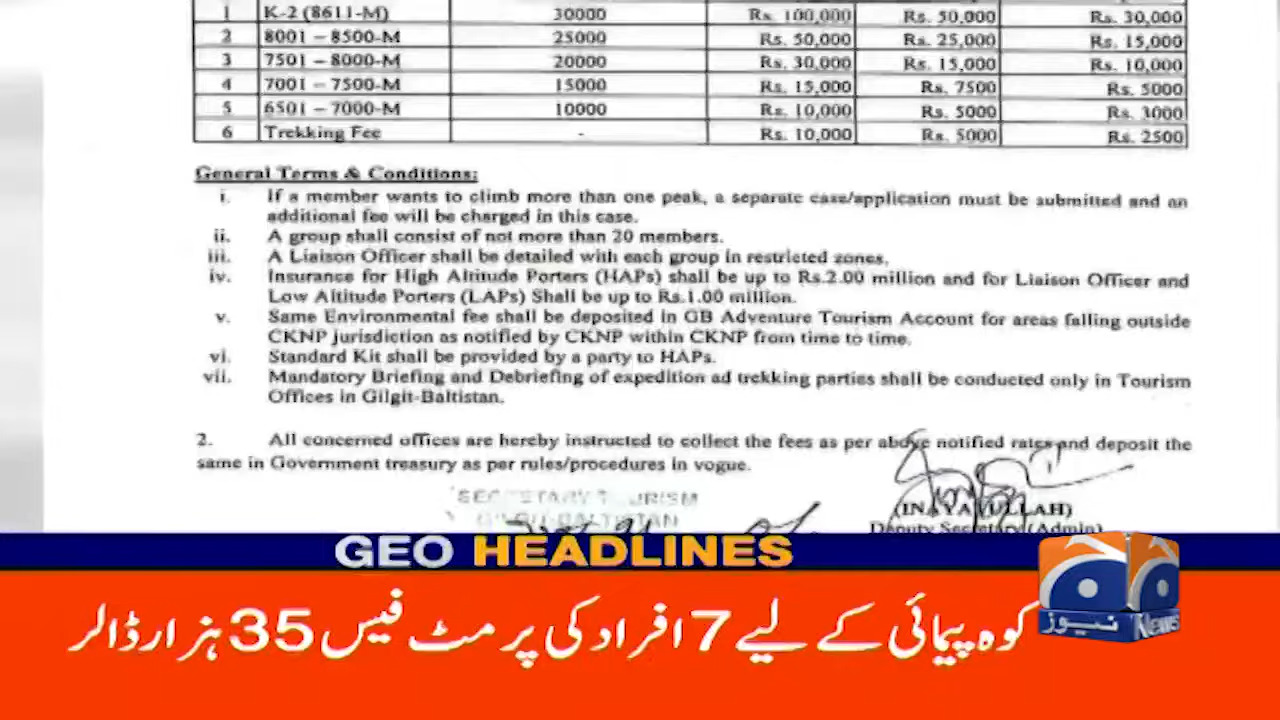 1 K-2 (8611-M) 30000 Rs. 100,000 Rs. 50,000 Rs. 30,000
2 8001 – 8500-M 25000 Rs. 50,000 Rs. 25,000 Rs. 15,000
3 7501 – 8000-M 20000 Rs. 30,000 Rs. 15,000 Rs. 10,000
4 7001 – 7500-M 15000 Rs. 15,000 Rs. 7500 Rs. 5000
5 6501 – 7000-M 10000 Rs. 10,000 Rs. 5000 Rs. 3000
6 Trekking Fee - Rs. 10,000 Rs. 5000 Rs. 2500
General Terms & Conditions:
i. If a member wants to climb more than one peak, a separate case/application must be submitted and an
additional fee will be charged in this case.
ii. A group shall consist of not more than 20 members.
iii. A Liaison Officer shall be detailed with each group in restricted zones.
iv. Insurance for High Altitude Porters (HAPs) shall be up to Rs.2.00 million and for Liaison Officer and
Low Altitude Porters (LAPs) Shall be up to Rs.1.00 million.
v. Same Environmental fee shall be deposited in GB Adventure Tourism Account for areas falling outside
CKNP jurisdiction as notified by CKNP within CKNP from time to time.
vi. Standard Kit shall be provided by a party to HAPs.
vii. Mandatory Briefing and Debriefing of expedition ad trekking parties shall be conducted only in Tourism
Offices in Gilgit-Baltistan.
2. All concerned offices are hereby instructed to collect the fees as per above notified rates and deposit the
same in Government treasury as per rules/procedures in vogue.
SECRETARY TOURISM
GILGIT-BALTISTAN
(INAYATULLAH)
Deputy Secretary (Admin)
GEO HEADLINES
کوہ پیمائی کے لیے 7 افراد کی پرمٹ فیس 35 ہزار ڈالر
نیوز News